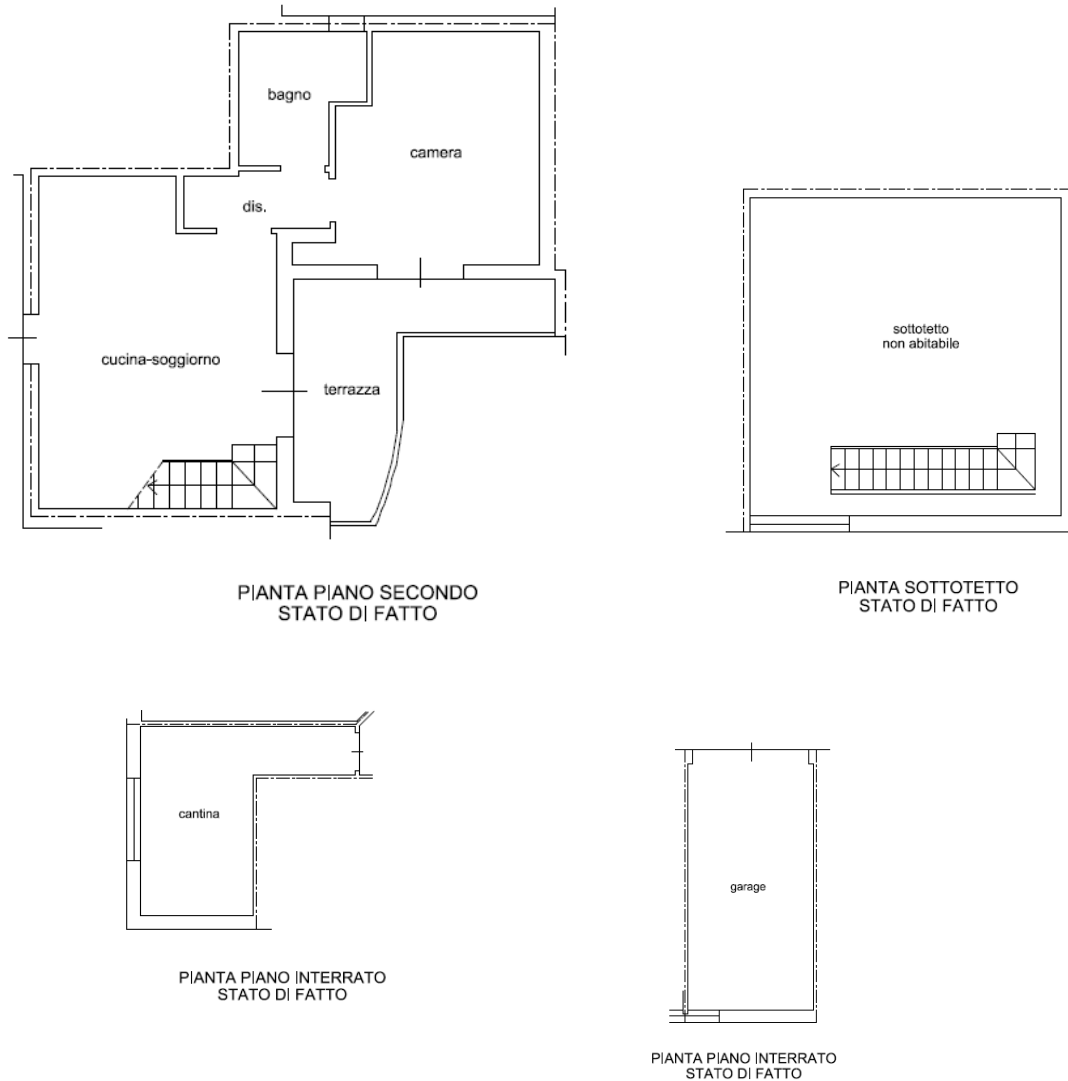 bagno
camera
dis.
cucina-soggiorno
terrazza
PIANTA PIANO SECONDO
STATO DI FATTO
sottotetto
non abitabile
PIANTA SOTTOTETTO
STATO DI FATTO
cantina
PIANTA PIANO INTERRATO
STATO DI FATTO
garage
PIANTA PIANO INTERRATO
STATO DI FATTO